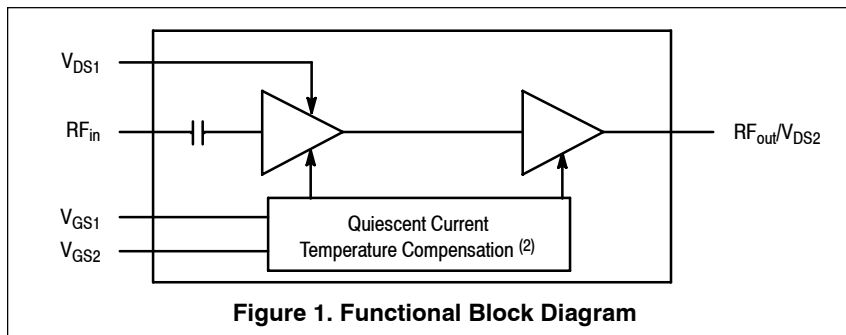 V_DS1
RF_in
RF_out/V_DS2
V_GS1
V_GS2
Quiescent Current
Temperature Compensation (2)
Figure 1. Functional Block Diagram